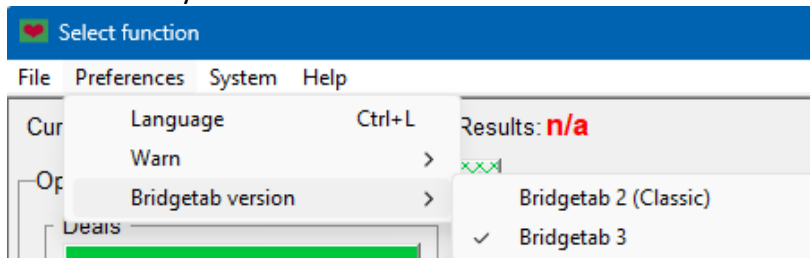 Select function
File Preferences System Help
Language Ctrl+L
Results: n/a
Warn
Bridgetab version
Bridgetab 2 (Classic)
Deals
Bridgetab 3